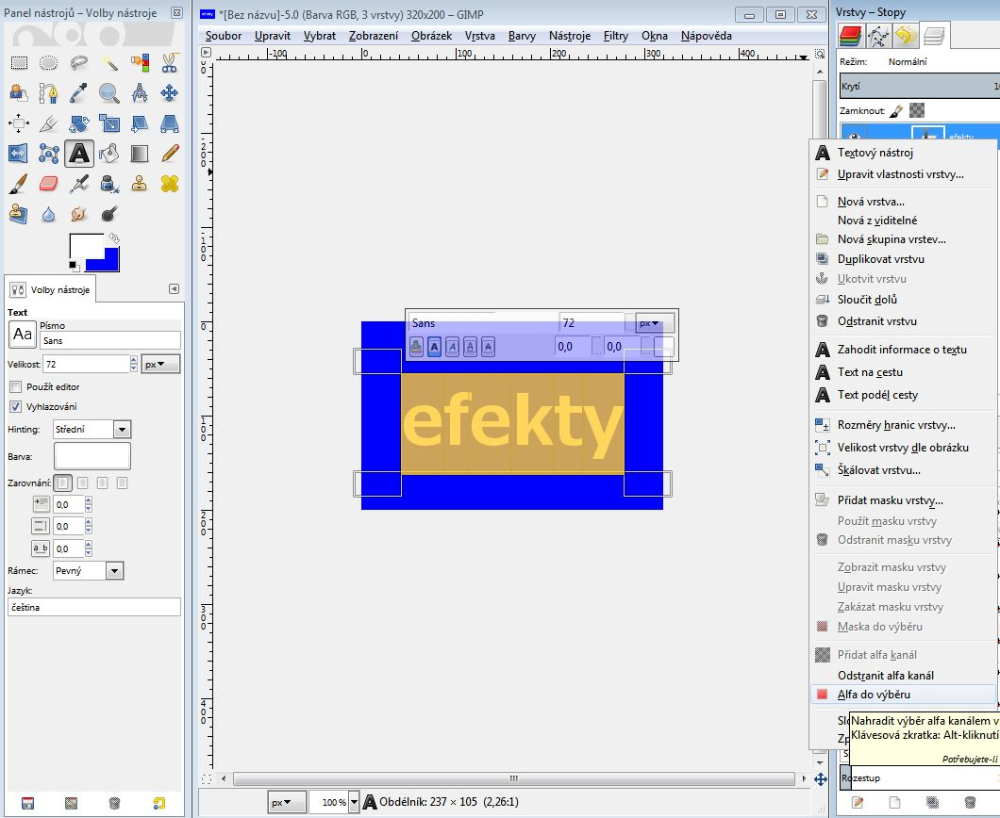 Panel nástrojů – Volby nástroje
Volby nástroje
Text
Aa
Písmo
Sans
Velikost:
72
px
Použít editor
Vyhlazování
Hinting:
Střední
Barva:
Zarovnání:
0,0
0,0
a_b
0,0
Rámec:
Pevný
Jazyk:
čeština
*[Bez názvu]-5.0 (Barva RGB, 3 vrstvy) 320x200 – GIMP
Soubor Upravit Vybrat Zobrazení Obrázek Vrstva Barvy Nástroje Filtry Okna Nápověda
-100 0 100 200 300 400
200
100
0
100
200
300
400
Sans
72
px
0,0
0,0
efekty
px
100 %
Obdélník: 237 × 105 (2,26:1)
Vrstvy – Stopy
Režim:
Normální
Krytí
Zamknout:
efekty
Textový nástroj
Upravit vlastnosti vrstvy...
Nová vrstva...
Nová z viditelné
Nová skupina vrstev...
Duplikovat vrstvu
Ukotvit vrstvu
Sloučit dolů
Odstranit vrstvu
Zahodit informace o textu
Text na cestu
Text podél cesty
Rozměry hranic vrstvy...
Velikost vrstvy dle obrázku
Škálovat vrstvu...
Přidat masku vrstvy...
Použít masku vrstvy
Odstranit masku vrstvy
Zobrazit masku vrstvy
Upravit masku vrstvy
Zakázat masku vrstvy
Maska do výběru
Přidat alfa kanál
Odstranit alfa kanál
Alfa do výběru
Nahradit výběr alfa kanálem v
Klávesová zkratka: Alt-kliknutí
Potřebujete-li
Rozestup